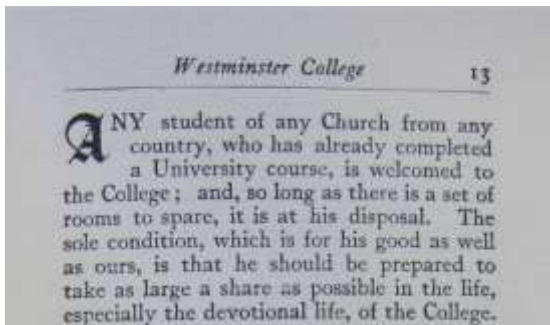 Westminster College 13
ANY student of any Church from any
country, who has already completed
a University course, is welcomed to
the College; and, so long as there is a set of
rooms to spare, it is at his disposal. The
sole condition, which is for his good as well
as ours, is that he should be prepared to
take as large a share as possible in the life,
especially the devotional life, of the College.